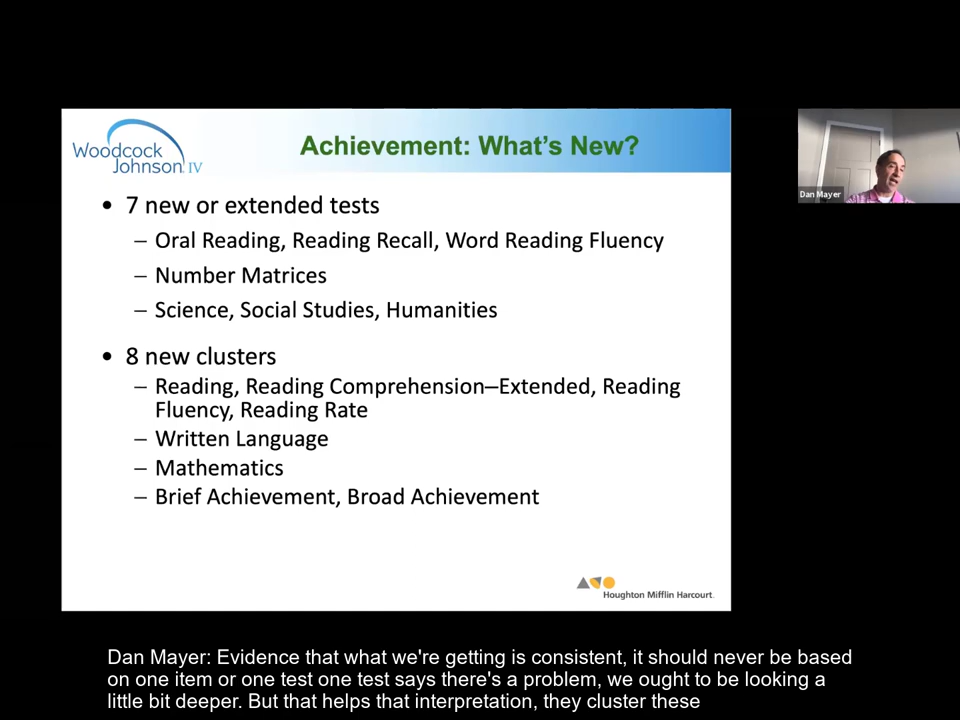 Woodcock
Johnson IV
Achievement: What's New?
• 7 new or extended tests
– Oral Reading, Reading Recall, Word Reading Fluency
– Number Matrices
– Science, Social Studies, Humanities
• 8 new clusters
– Reading, Reading Comprehension–Extended, Reading
Fluency, Reading Rate
– Written Language
– Mathematics
– Brief Achievement, Broad Achievement
Houghton Mifflin Harcourt.
Dan Mayer
Dan Mayer: Evidence that what we're getting is consistent, it should never be based
on one item or one test one test says there's a problem, we ought to be looking a
little bit deeper. But that helps that interpretation, they cluster these